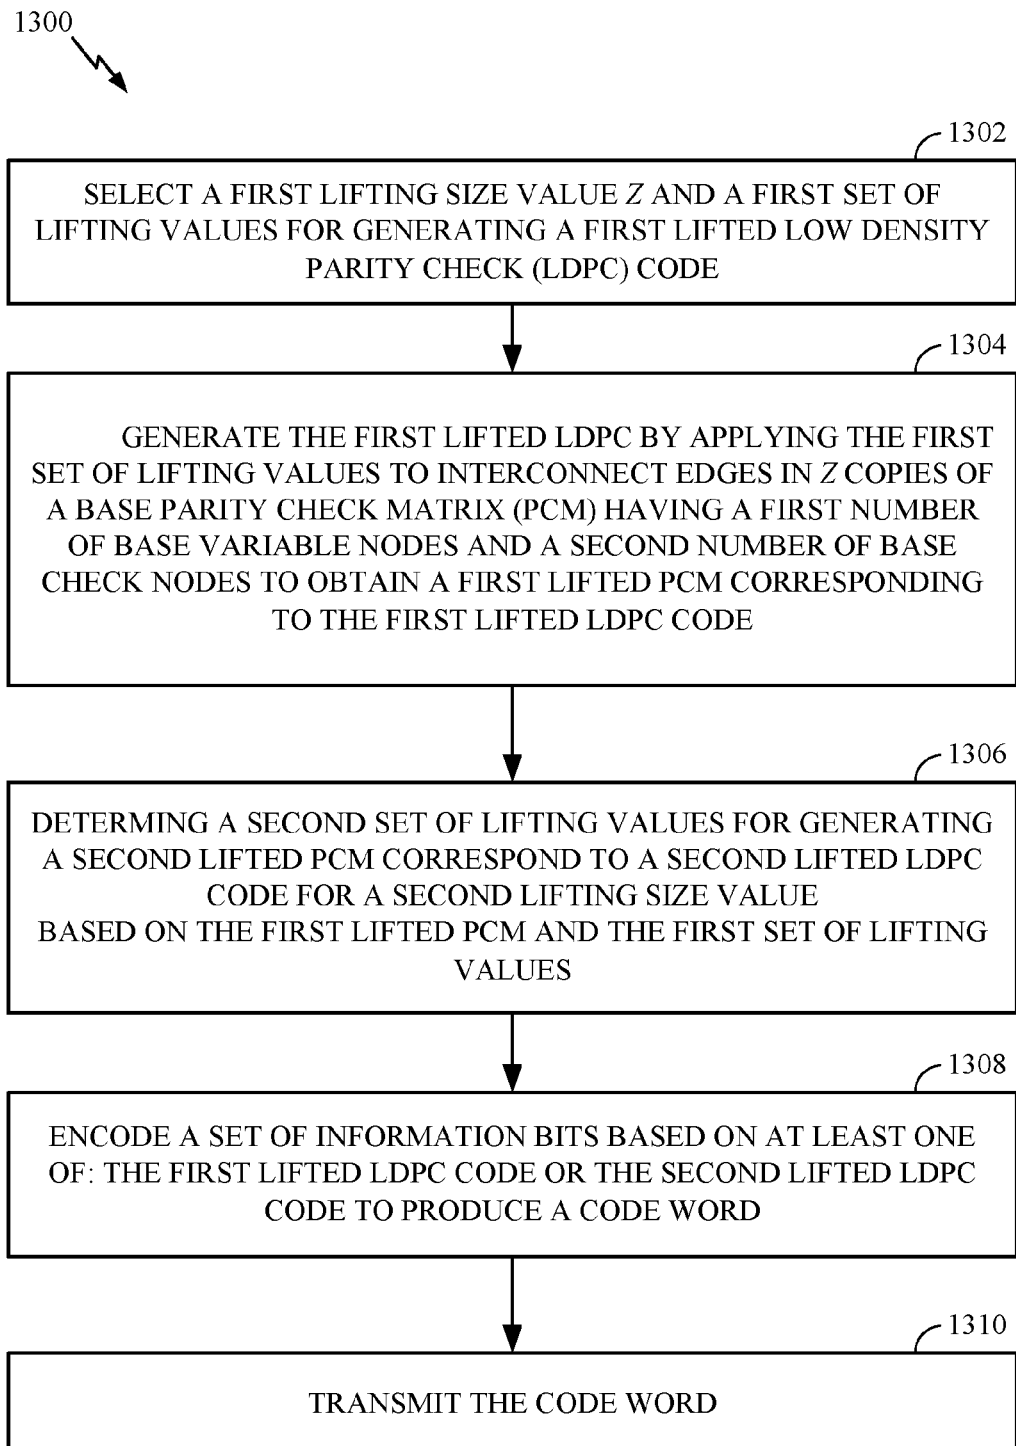 1300
1302
SELECT A FIRST LIFTING SIZE VALUE Z AND A FIRST SET OF
LIFTING VALUES FOR GENERATING A FIRST LIFTED LOW DENSITY
PARITY CHECK (LDPC) CODE
1304
GENERATE THE FIRST LIFTED LDPC BY APPLYING THE FIRST
SET OF LIFTING VALUES TO INTERCONNECT EDGES IN Z COPIES OF
A BASE PARITY CHECK MATRIX (PCM) HAVING A FIRST NUMBER
OF BASE VARIABLE NODES AND A SECOND NUMBER OF BASE
CHECK NODES TO OBTAIN A FIRST LIFTED PCM CORRESPONDING
TO THE FIRST LIFTED LDPC CODE
1306
DETERMING A SECOND SET OF LIFTING VALUES FOR GENERATING
A SECOND LIFTED PCM CORRESPOND TO A SECOND LIFTED LDPC
CODE FOR A SECOND LIFTING SIZE VALUE
BASED ON THE FIRST LIFTED PCM AND THE FIRST SET OF LIFTING
VALUES
1308
ENCODE A SET OF INFORMATION BITS BASED ON AT LEAST ONE
OF: THE FIRST LIFTED LDPC CODE OR THE SECOND LIFTED LDPC
CODE TO PRODUCE A CODE WORD
1310
TRANSMIT THE CODE WORD